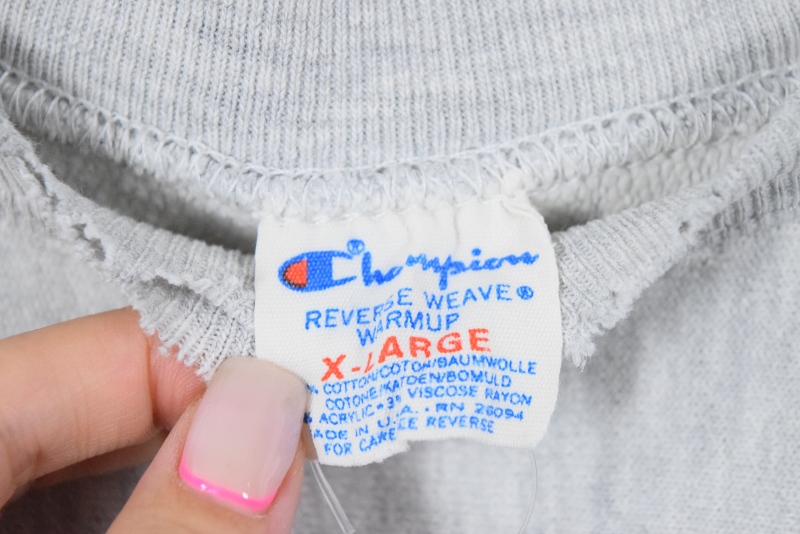 Champion®
REVERSE WEAVE®
WARMUP
X-LARGE
% COTTON/COTON/BAUMWOLLE
COTONE/KATOEN/BOMULD
% ACRYLIC • 3% VISCOSE RAYON
MADE IN U.S.A. • RN 26094
FOR CARE SEE REVERSE